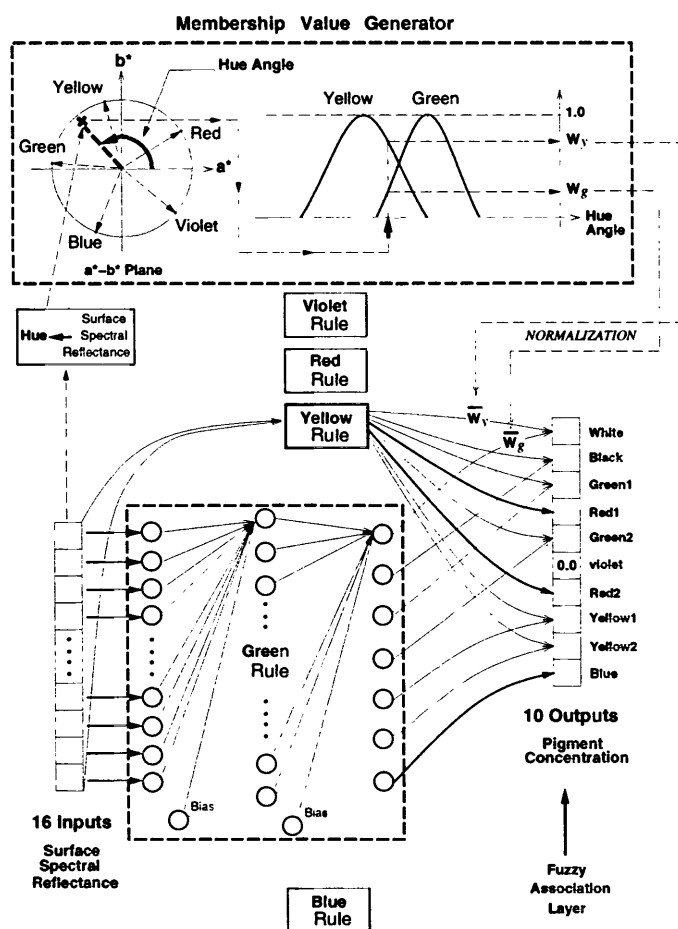 Membership Value Generator
b*
Hue Angle
Yellow
Red
Green
a*
Violet
Blue
a*-b* Plane
Yellow
Green
1.0
Wy
Wg
Hue
Angle
Hue
Surface
Spectral
Reflectance
NORMALIZATION
Violet
Rule
Red
Rule
Yellow
Rule
Wy
Wg
White
Black
Green1
Red1
Green2
0.0 violet
Red2
Yellow1
Yellow2
Blue
Green
Rule
Bias
Bias
16 Inputs
Surface
Spectral
Reflectance
10 Outputs
Pigment
Concentration
Fuzzy
Association
Layer
Blue
Rule